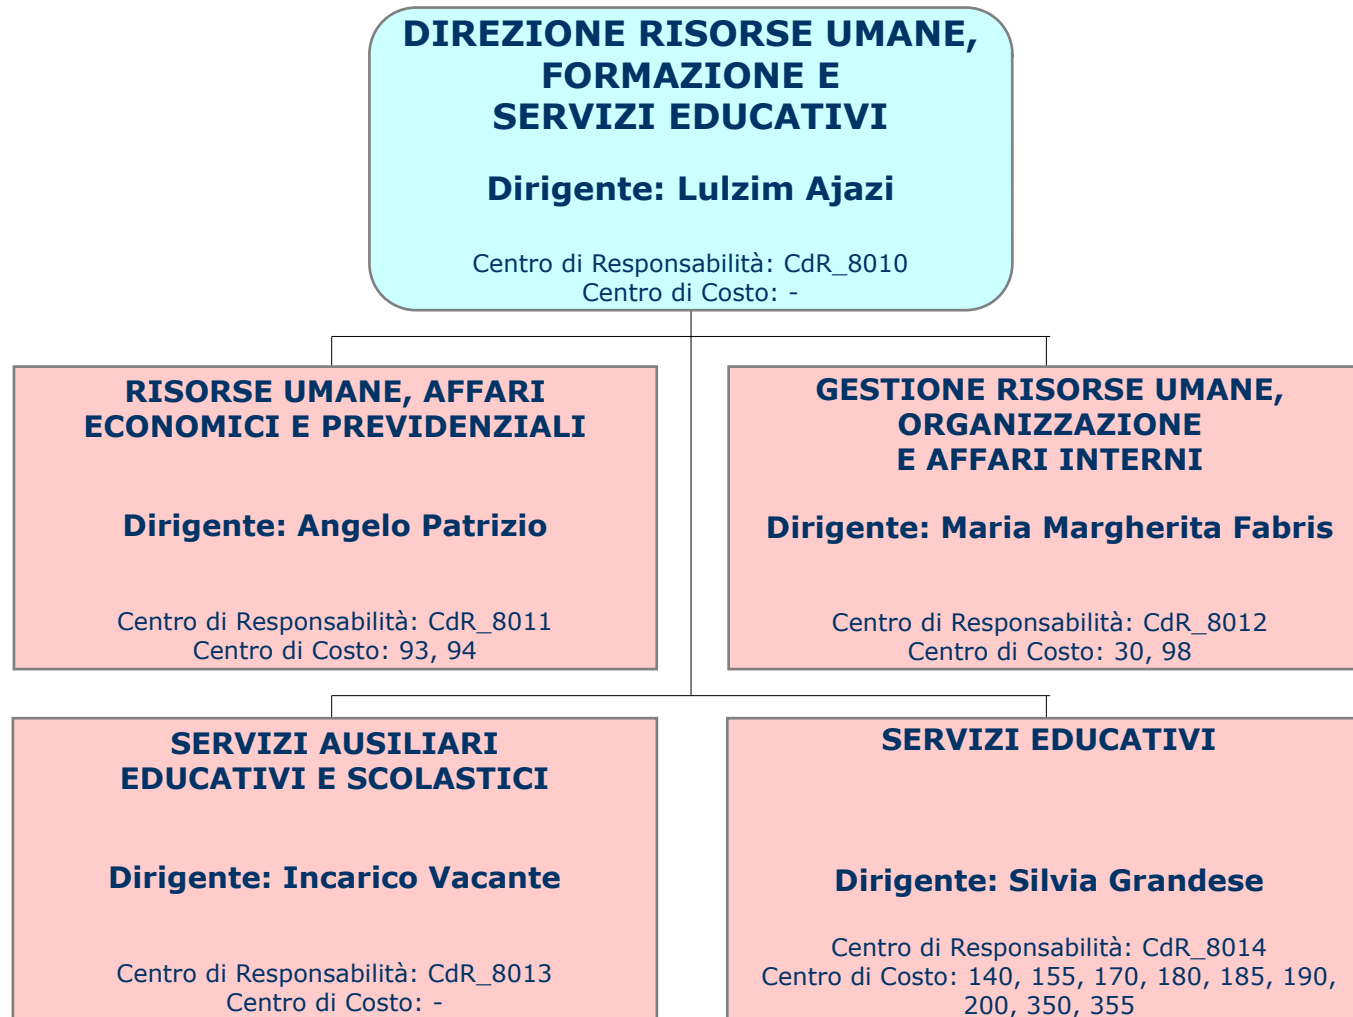 DIREZIONE RISORSE UMANE,
FORMAZIONE E
SERVIZI EDUCATIVI
Dirigente: Lulzim Ajazi
Centro di Responsabilità: CdR_8010
Centro di Costo: -
RISORSE UMANE, AFFARI
ECONOMICI E PREVIDENZIALI
Dirigente: Angelo Patrizio
Centro di Responsabilità: CdR_8011
Centro di Costo: 93, 94
GESTIONE RISORSE UMANE,
ORGANIZZAZIONE
E AFFARI INTERNI
Dirigente: Maria Margherita Fabris
Centro di Responsabilità: CdR_8012
Centro di Costo: 30, 98
SERVIZI AUSILIARI
EDUCATIVI E SCOLASTICI
Dirigente: Incarico Vacante
Centro di Responsabilità: CdR_8013
Centro di Costo: -
SERVIZI EDUCATIVI
Dirigente: Silvia Grandese
Centro di Responsabilità: CdR_8014
Centro di Costo: 140, 155, 170, 180, 185, 190,
200, 350, 355